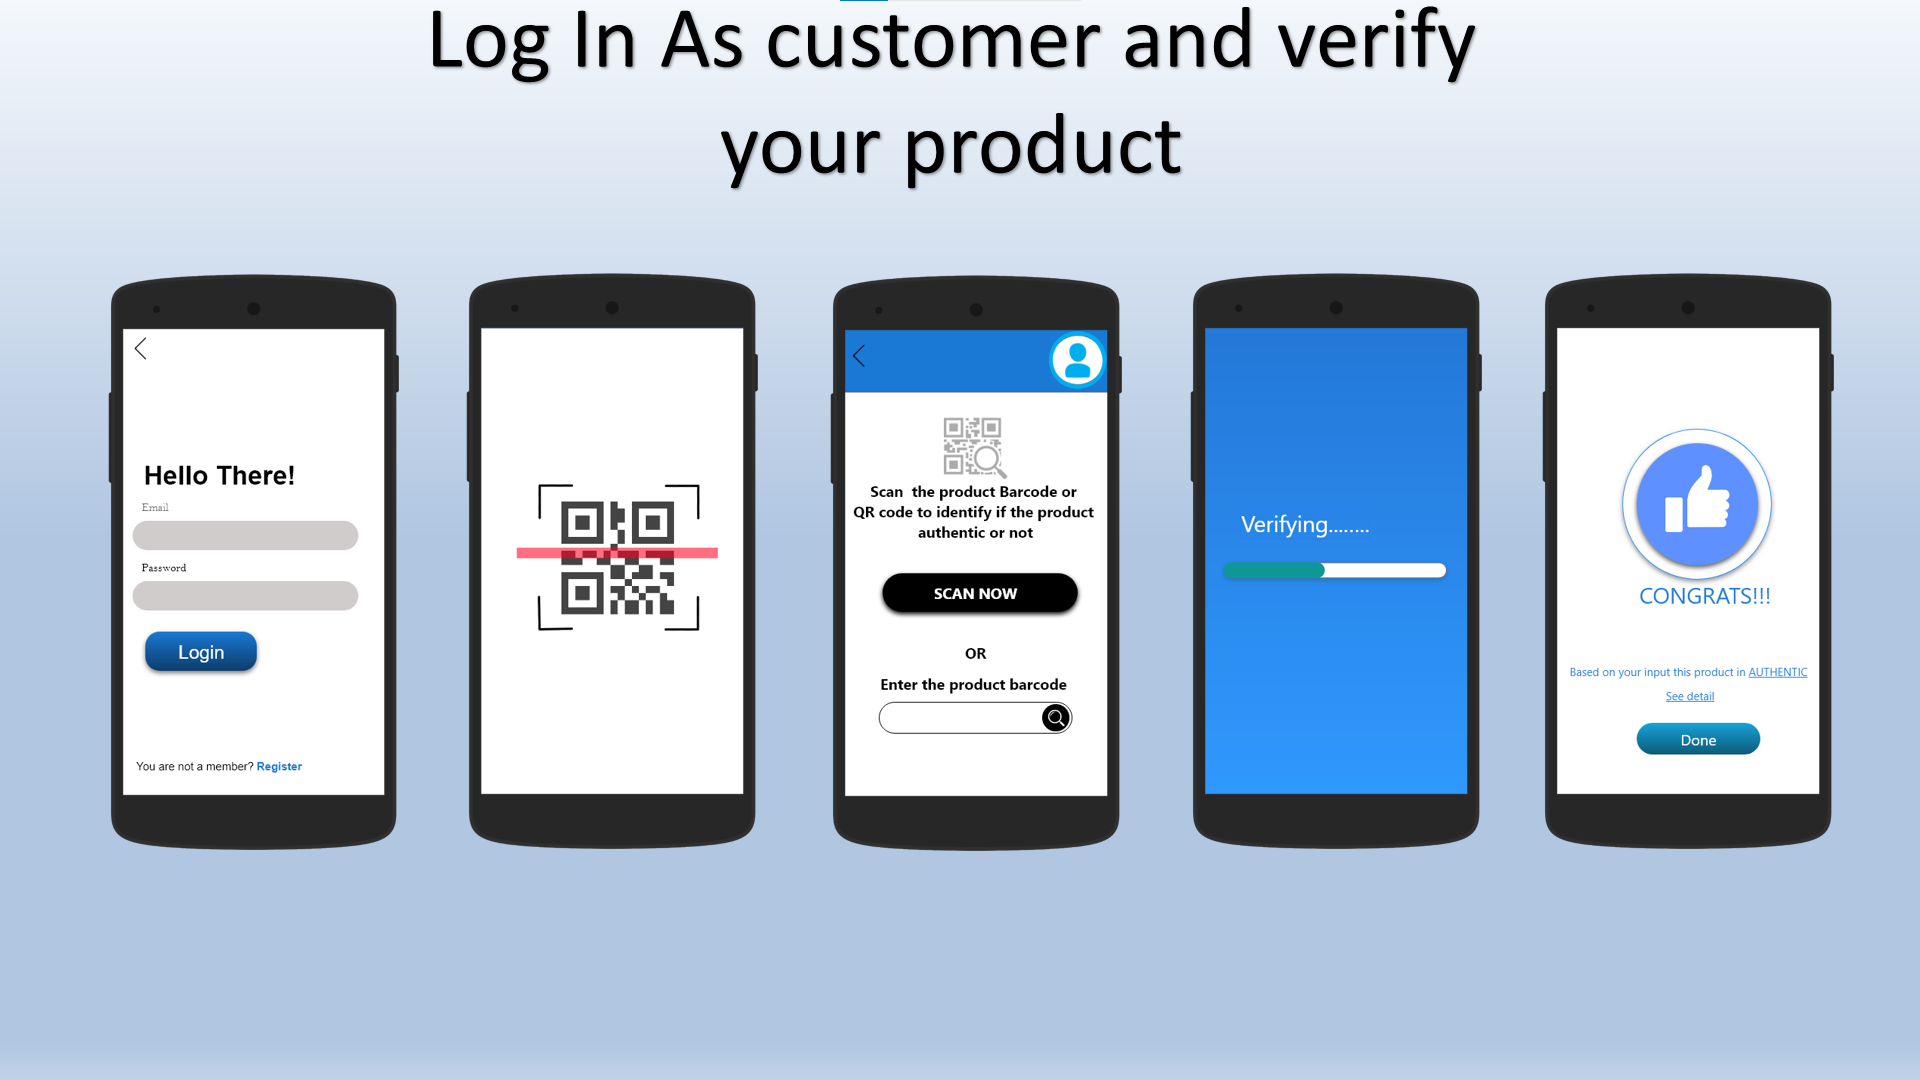 Log In As customer and verify
your product
Hello There!
Email
Password
Login
You are not a member? Register
Scan  the product Barcode or
QR code to identify if the product
authentic or not
SCAN NOW
OR
Enter the product barcode
Verifying........
CONGRATS!!!
Based on your input this product in AUTHENTIC
See detail
Done